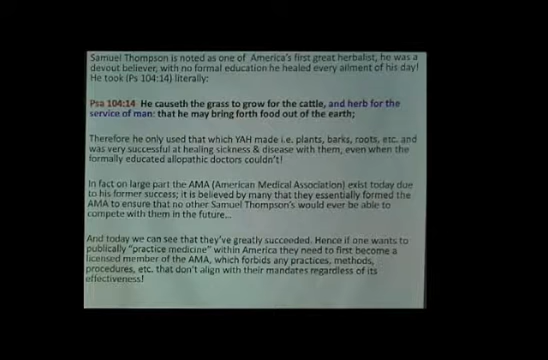 Samuel Thompson is noted as one of America's first great herbalist, he was a
devout believer, with no formal education he healed every ailment of his day!
He took (Ps 104:14) literally:
Psa 104:14 He causeth the grass to grow for the cattle, and herb for the
service of man: that he may bring forth food out of the earth;
Therefore he only used that which YAH made i.e. plants, barks, roots, etc. and
was very successful at healing sickness & disease with them, even when the
formally educated allopathic doctors couldn't!
In fact on large part the AMA (American Medical Association) exist today due
to his former success; it is believed by many that they essentially formed the
AMA to ensure that no other Samuel Thompson's would ever be able to
compete with them in the future...
And today we can see that they've greatly succeeded. Hence if one wants to
publically "practice medicine" within America they need to first become a
licensed member of the AMA, which forbids any practices, methods,
procedures, etc. that don't align with their mandates regardless of its
effectiveness!